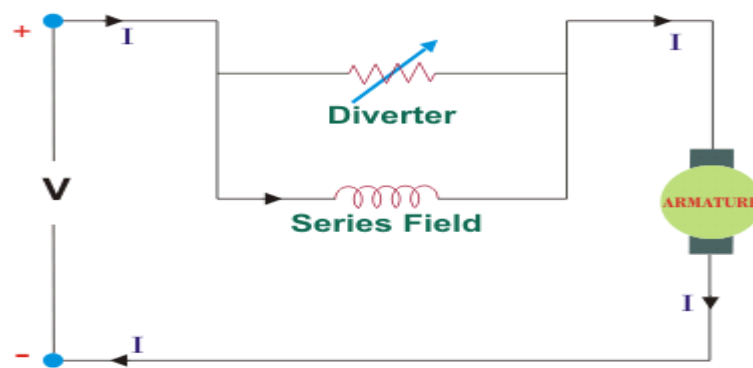 +
I
I
Diverter
V
Series Field
ARMATURE
I
-
I